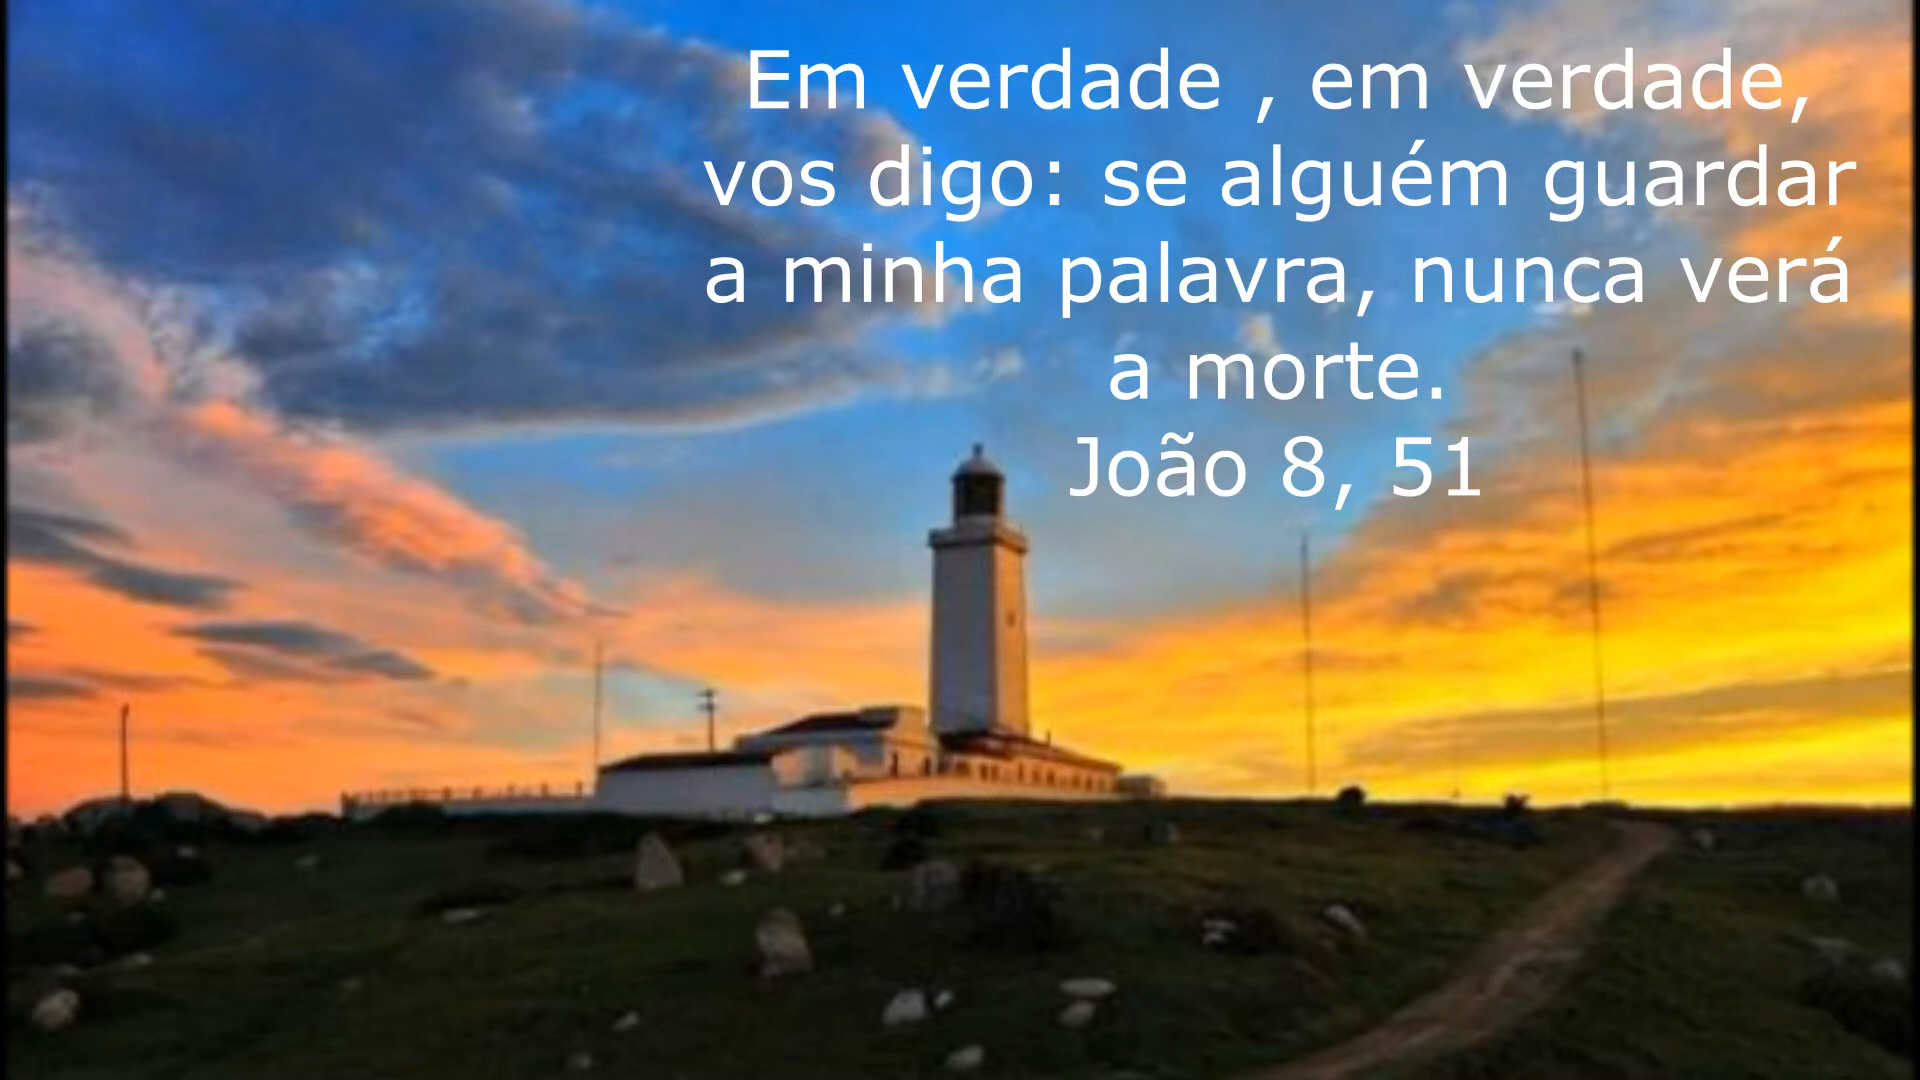 Em verdade , em verdade,
vos digo: se alguém guardar
a minha palavra, nunca verá
a morte.
João 8, 51